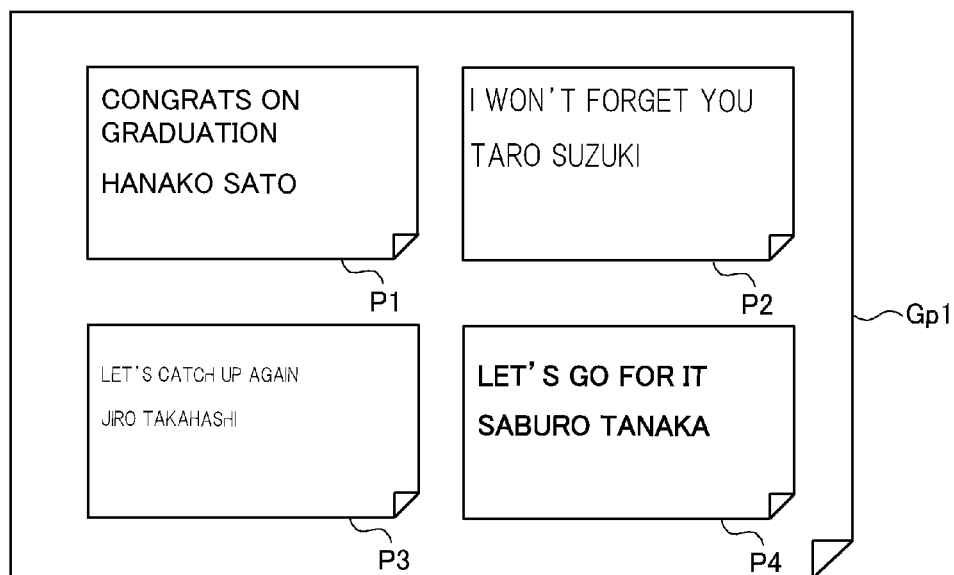 CONGRATS ON
GRADUATION
HANAKO SATO
P1
I WON'T FORGET YOU
TARO SUZUKI
P2
Gp1
LET'S CATCH UP AGAIN
JIRO TAKAHASHI
P3
LET'S GO FOR IT
SABURO TANAKA
P4